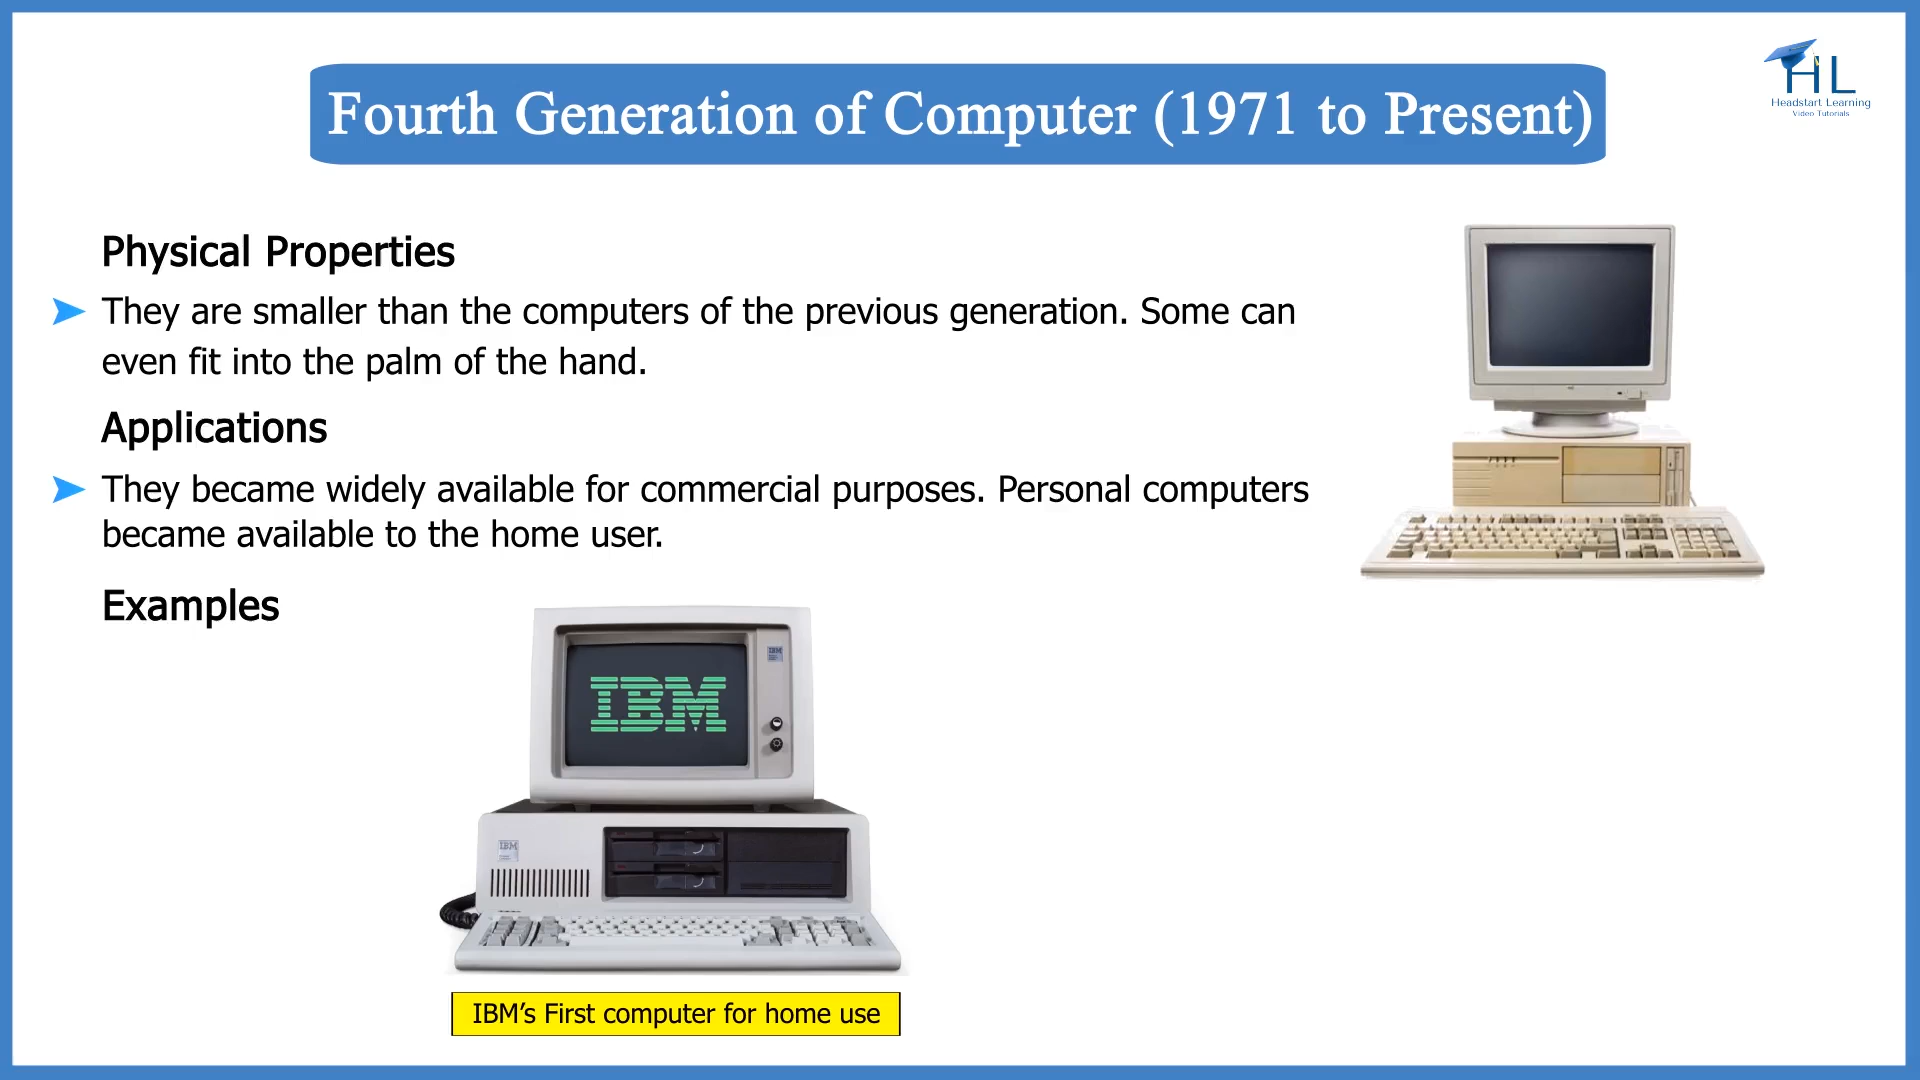 Fourth Generation of Computer (1971 to Present)
HL
Headstart Learning
Video Tutorials
Physical Properties
They are smaller than the computers of the previous generation. Some can
even fit into the palm of the hand.
Applications
They became widely available for commercial purposes. Personal computers
became available to the home user.
Examples
IBM
IBM
IBM
IBM's First computer for home use